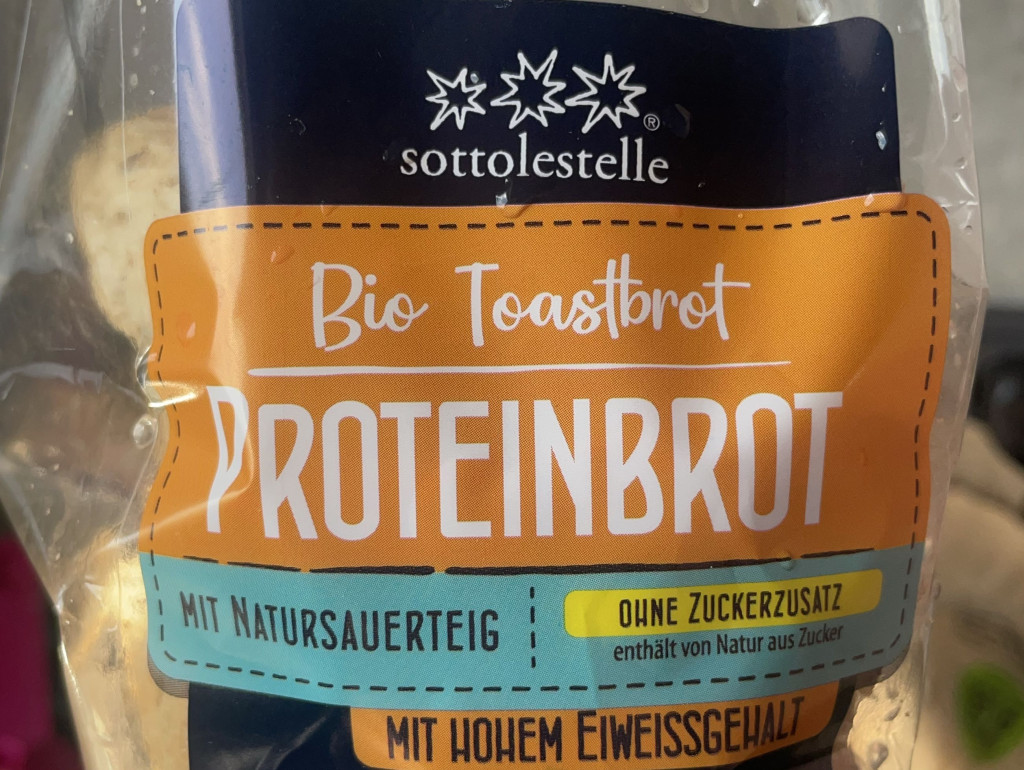 sottolestelle®
Bio Toastbrot
PROTEINBROT
MIT NATURSAUERTEIG
OHNE ZUCKERZUSATZ
enthält von Natur aus Zucker
MIT HOHEM EIWEISSGEHALT